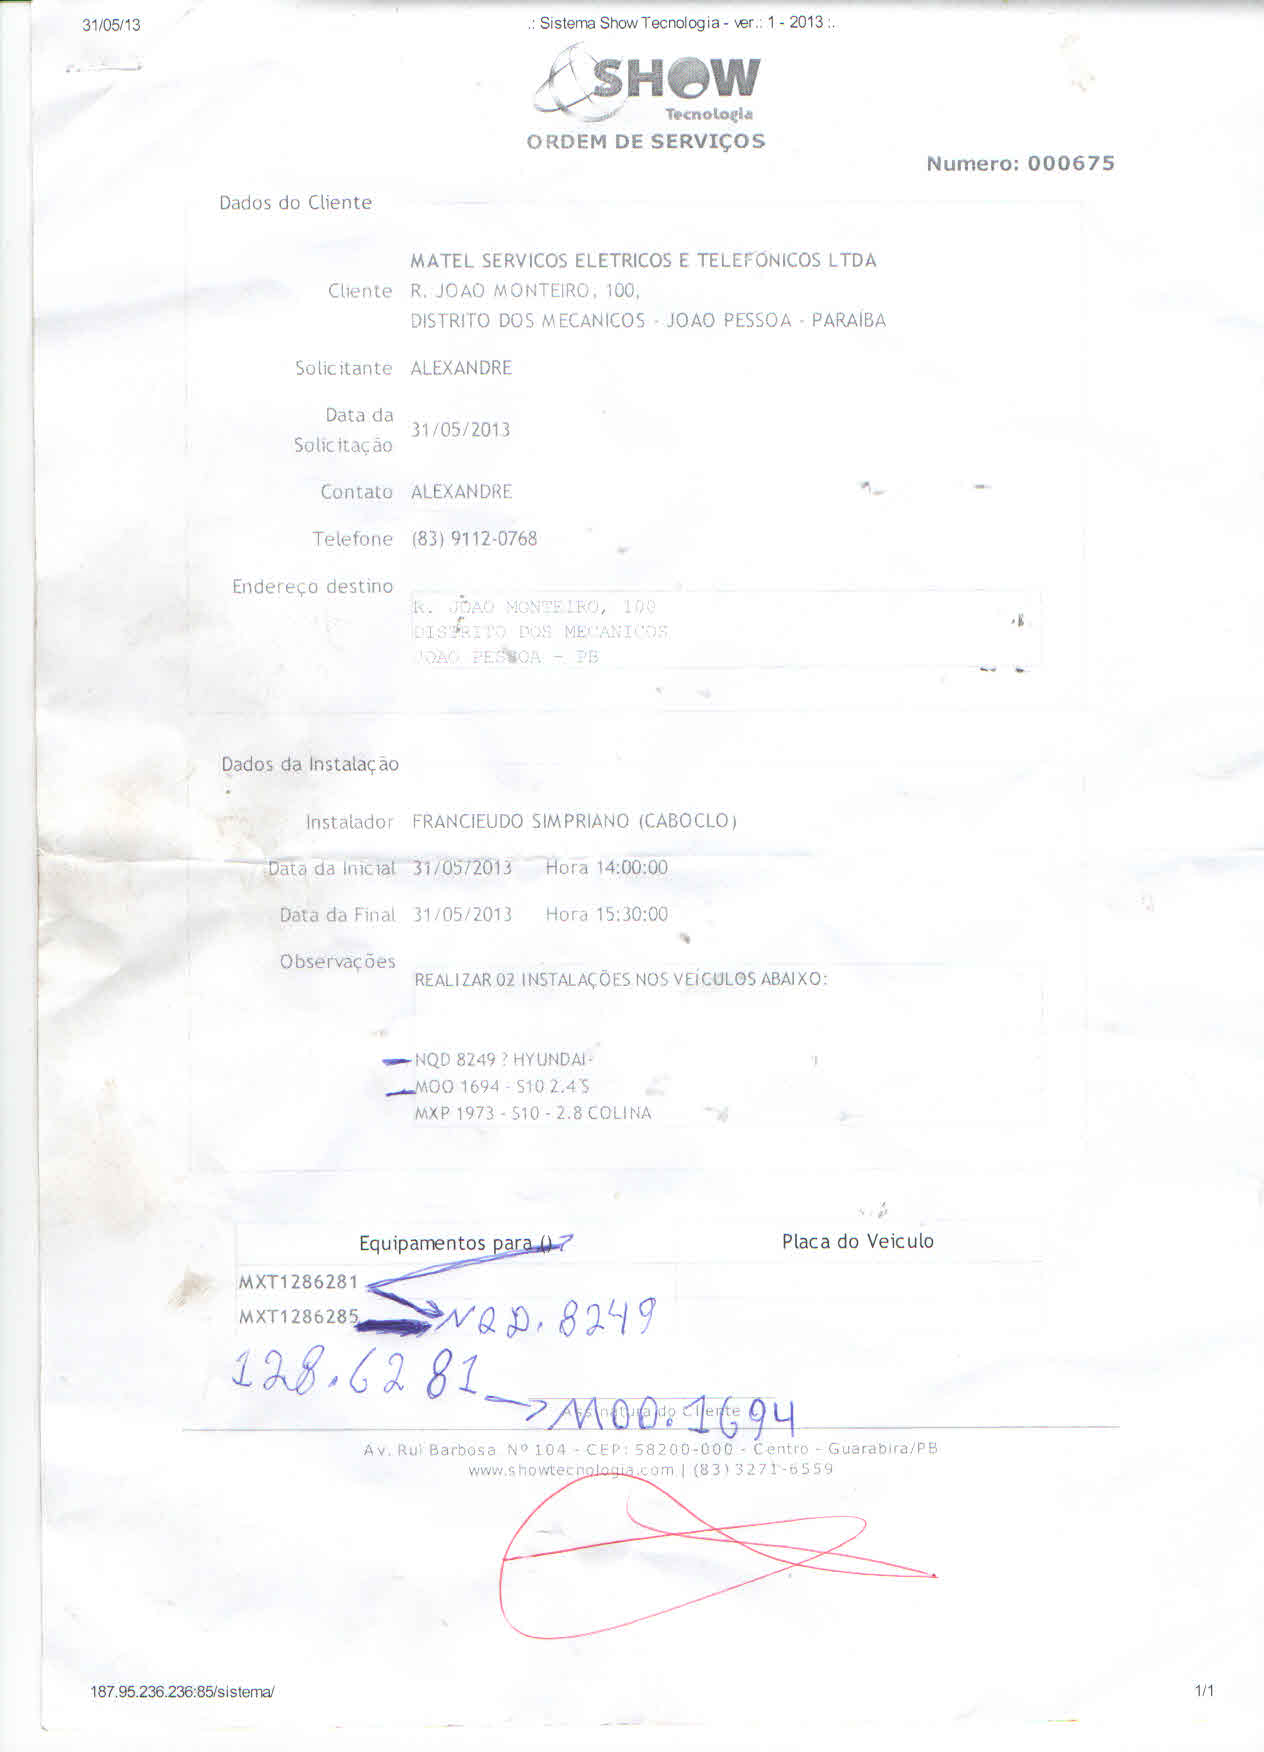 31/05/13
.: Sistema Show Tecnologia - ver.: 1 - 2013 :.
SHOW
Tecnologia
ORDEM DE SERVIÇOS
Numero: 000675
Dados do Cliente
MATEL SERVICOS ELETRICOS E TELEFONICOS LTDA
Cliente R. JOAO MONTEIRO, 100,
DISTRITO DOS MECANICOS - JOAO PESSOA - PARAIBA
Solicitante ALEXANDRE
Data da Solicitação 31/05/2013
Contato ALEXANDRE
Telefone (83) 9112-0768
Endereço destino
R. JOAO MONTEIRO, 100
DISTRITO DOS MECANICOS
JOAO PESSOA - PB
Dados da Instalação
Instalador FRANCIEUDO SIMPRIANO (CABOCLO)
Data da Inicial 31/05/2013 Hora 14:00:00
Data da Final 31/05/2013 Hora 15:30:00
Observações
REALIZAR 02 INSTALAÇÕES NOS VEÍCULOS ABAIXO:
NQD 8249 ? HYUNDAI-
MOO 1694 - S10 2.4 S
MXP 1973 - S10 - 2.8 COLINA
Equipamentos para () Placa do Veiculo
MXT1286281
MXT1286285 NQD. 8249
128.6281
MOO. 1694
Assinatura do Cliente
Av. Rui Barbosa Nº 104 - CEP: 58200-000 - Centro - Guarabira/PB
www.showtecnologia.com | (83) 3271-6559
187.95.236.236:85/sistema/ 1/1